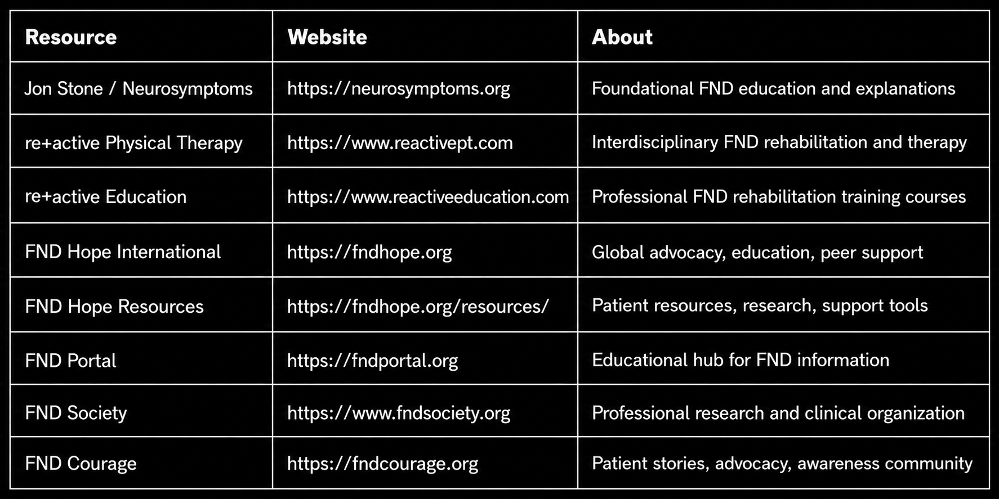 Resource Website About
Jon Stone / Neurosymptoms https://neurosymptoms.org Foundational FND education and explanations
re+active Physical Therapy https://www.reactivept.com Interdisciplinary FND rehabilitation and therapy
re+active Education https://www.reactiveeducation.com Professional FND rehabilitation training courses
FND Hope International https://fndhope.org Global advocacy, education, peer support
FND Hope Resources https://fndhope.org/resources/ Patient resources, research, support tools
FND Portal https://fndportal.org Educational hub for FND information
FND Society https://www.fndsociety.org Professional research and clinical organization
FND Courage https://fndcourage.org Patient stories, advocacy, awareness community